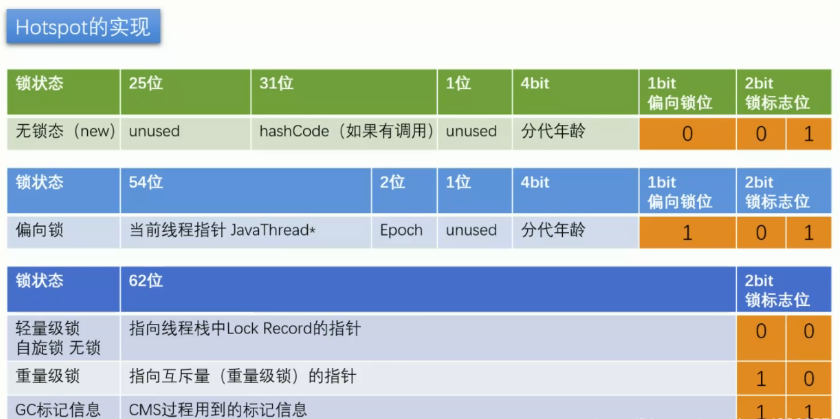 Hotspot的实现
锁状态 25位 31位 1位 4bit 1bit 2bit
偏向锁位 锁标志位
无锁态（new） unused hashCode（如果有调用） unused 分代年龄 0 0 1
锁状态 54位 2位 1位 4bit 1bit 2bit
偏向锁位 锁标志位
偏向锁 当前线程指针 JavaThread* Epoch unused 分代年龄 1 0 1
锁状态 62位 2bit
锁标志位
轻量级锁 指向线程栈中Lock Record的指针 0 0
自旋锁 无锁
重量级锁 指向互斥量（重量级锁）的指针 1 0
GC标记信息 CMS过程用到的标记信息 1 1